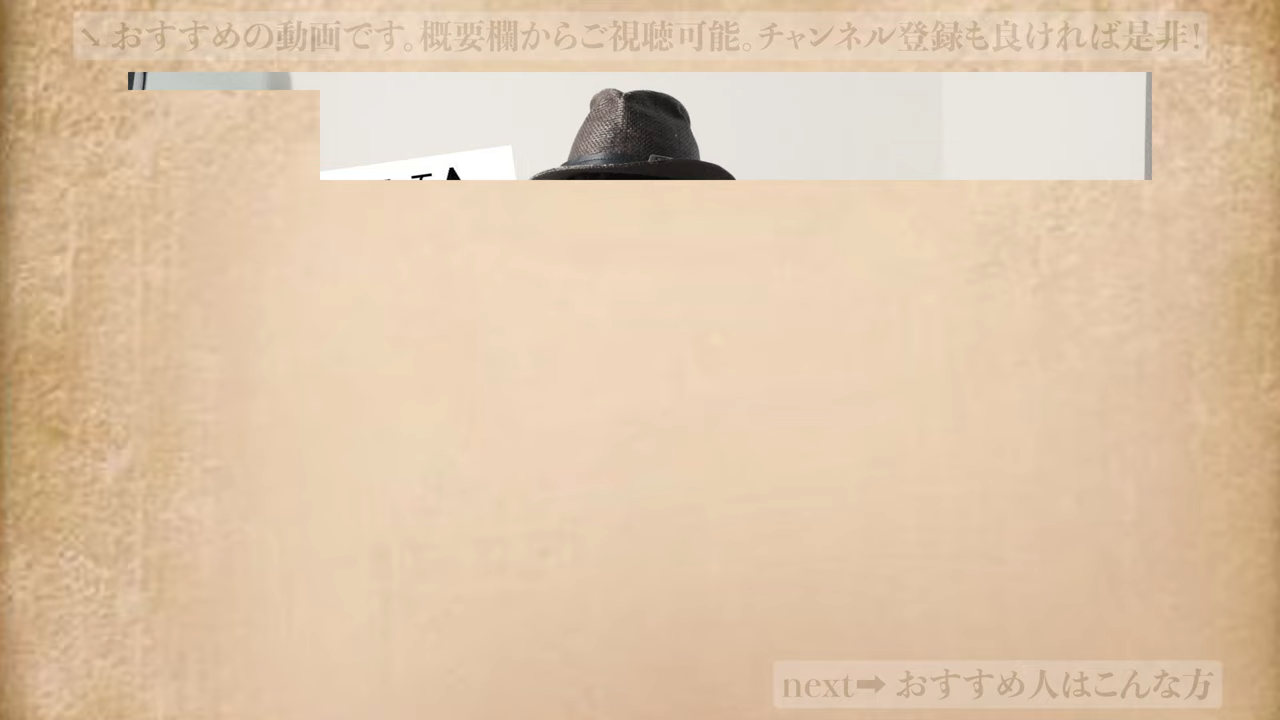 ↘おすすめの動画です。概要欄からご視聴可能。チャンネル登録も良ければ是非!
next➡ おすすめ人はこんな方